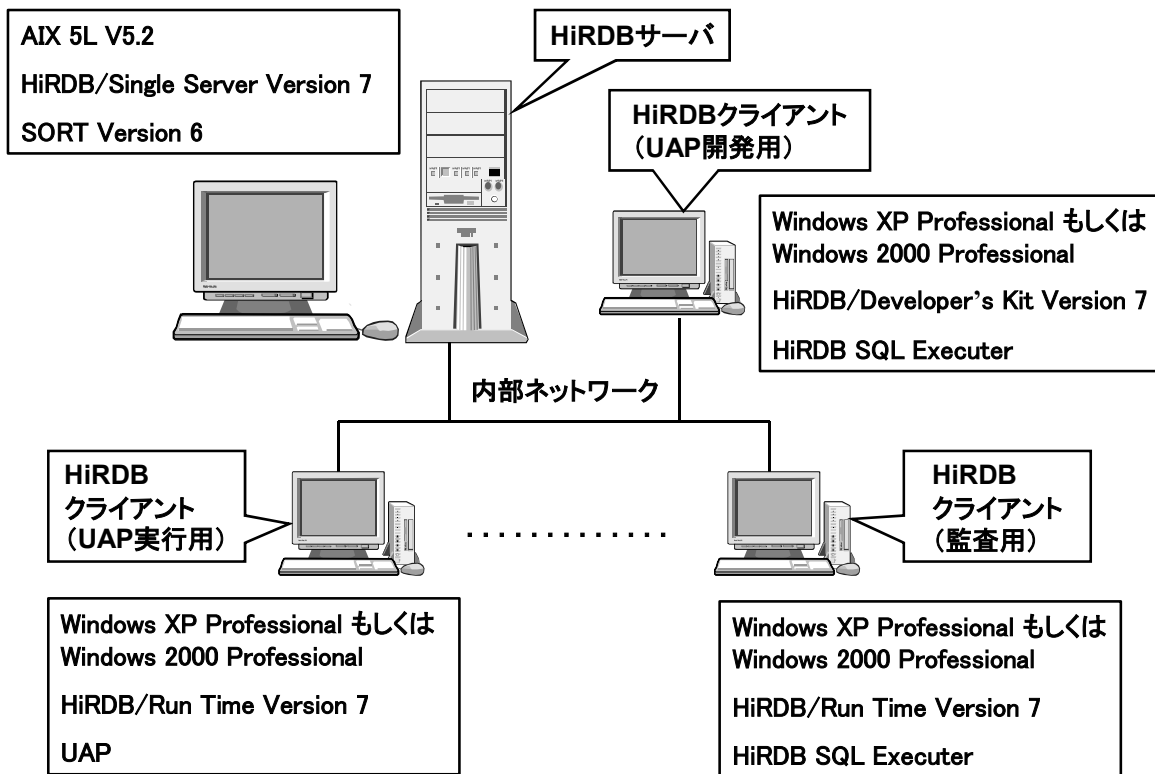 AIX 5L V5.2
HiRDB/Single Server Version 7
SORT Version 6
HiRDBサーバ
HiRDBクライアント
(UAP開発用)
Windows XP Professional もしくは
Windows 2000 Professional
HiRDB/Developer’s Kit Version 7
HiRDB SQL Executer
内部ネットワーク
HiRDB
クライアント
(UAP実行用)
.............
HiRDB
クライアント
(監査用)
Windows XP Professional もしくは
Windows 2000 Professional
HiRDB/Run Time Version 7
UAP
Windows XP Professional もしくは
Windows 2000 Professional
HiRDB/Run Time Version 7
HiRDB SQL Executer